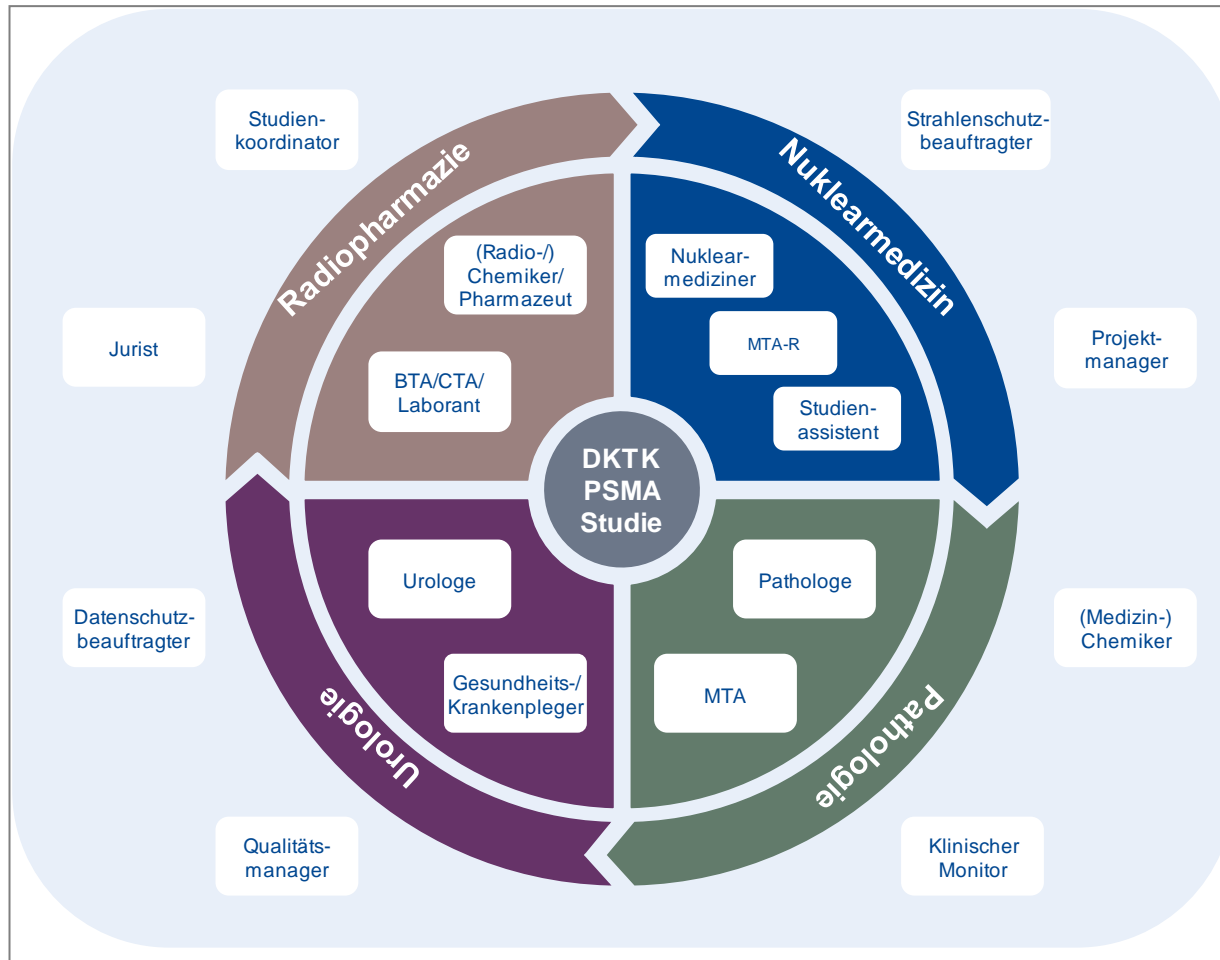 Studien-
koordinator
Strahlenschutz-
beauftragter
Radiopharmazie
Nuklearmedizin
(Radio-/)
Chemiker/
Pharmazeut
Nuklear-
mediziner
Jurist
MTA-R
Projekt-
manager
BTA/CTA/
Laborant
Studien-
assistent
DKTK
PSMA
Studie
Urologe
Pathologe
Datenschutz-
beauftragter
(Medizin-)
Chemiker
Gesundheits-/
Krankenpleger
MTA
Urologie
Pathologie
Qualitäts-
manager
Klinischer
Monitor